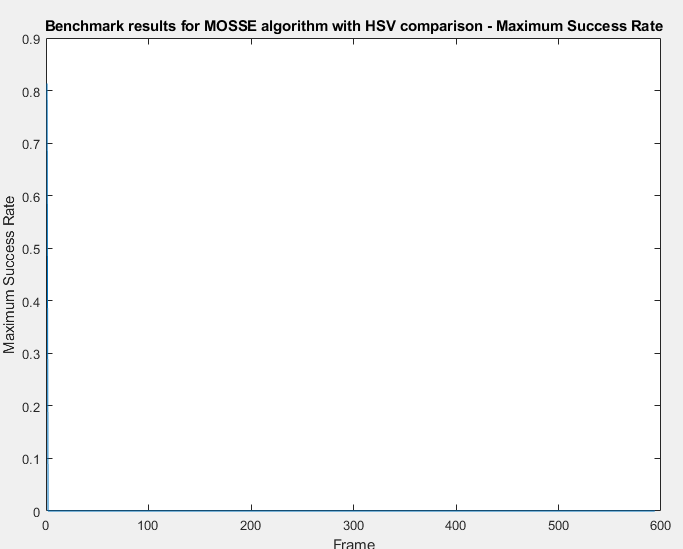 Benchmark results for MOSSE algorithm with HSV comparison - Maximum Success Rate
0.9
0.8
0.7
0.6
0.5
0.4
0.3
0.2
0.1
0
Maximum Success Rate
0 100 200 300 400 500 600
Frame